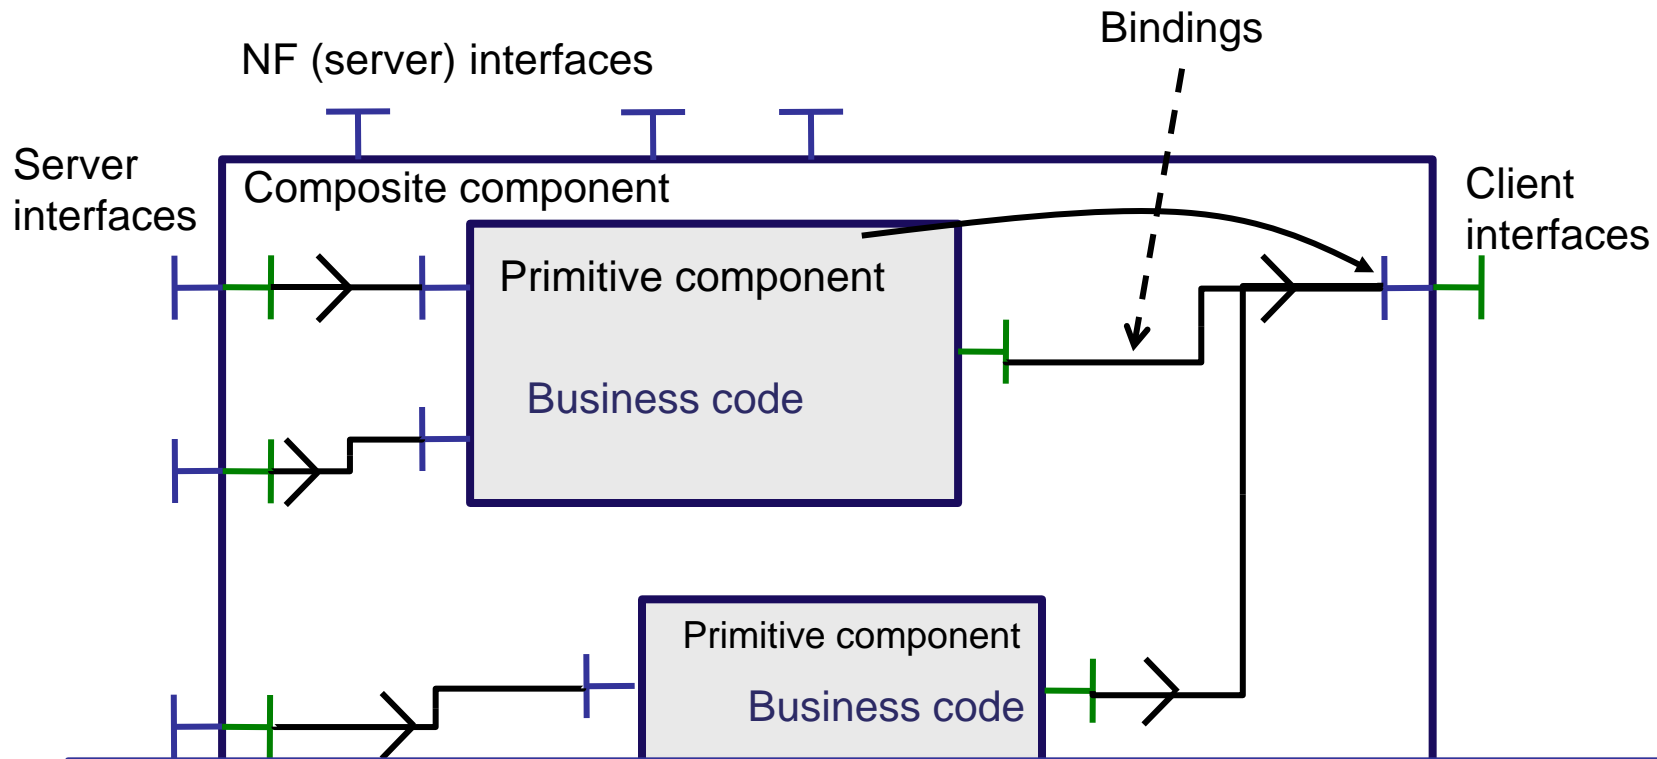 Bindings
NF (server) interfaces
Server
interfaces
Composite component
Client
interfaces
Primitive component
Business code
Primitive component
Business code